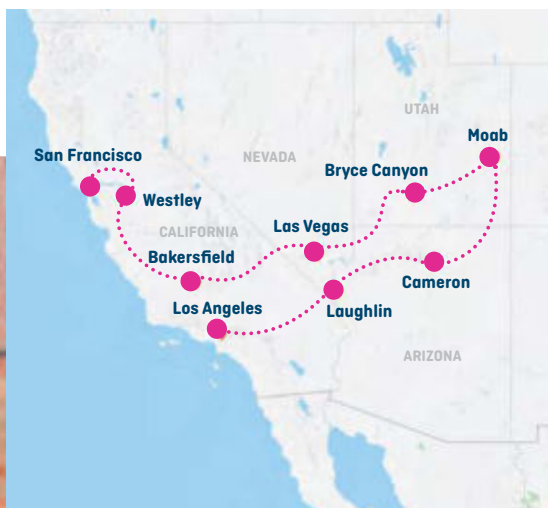 UTAH
Moab
San Francisco
NEVADA
Bryce Canyon
Westley
Las Vegas
CALIFORNIA
Bakersfield
Cameron
Los Angeles
Laughlin
ARIZONA